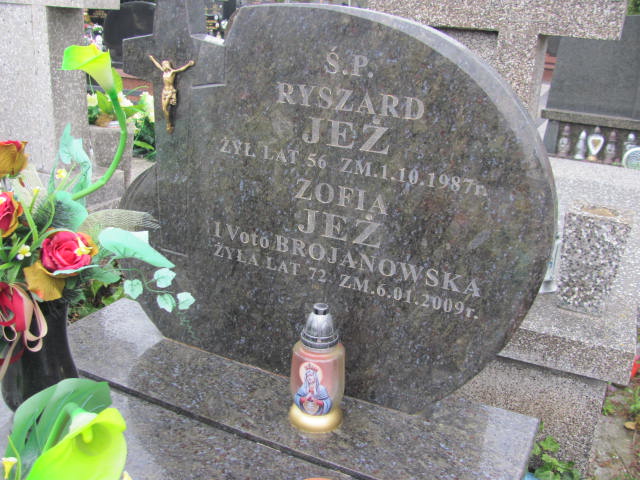 Ś.P.
RYSZARD
JEŻ
ŻYŁ LAT 56 ZM.1.10.1987r.
ZOFIA
JEŻ
I Voto BROJANOWSKA
ŻYŁA LAT 72 ZM.6.01.2009r.